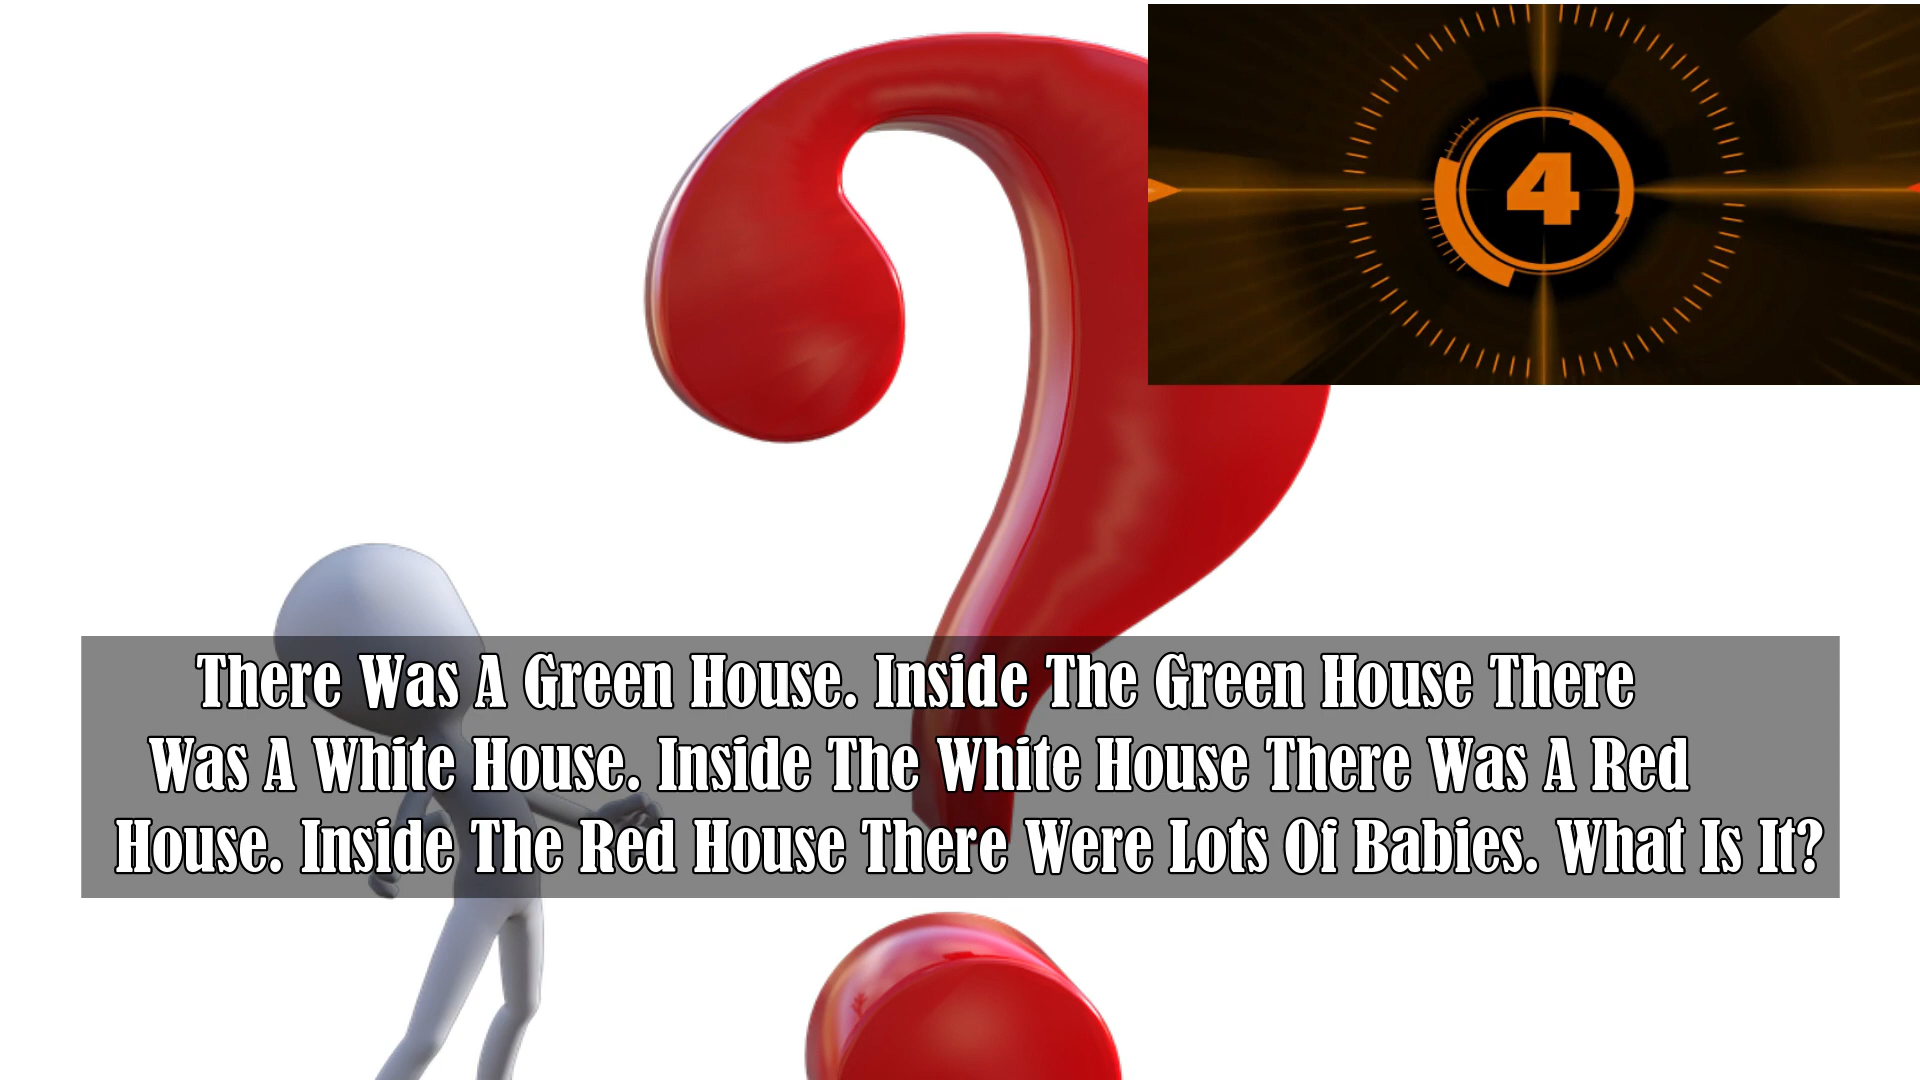 4
There Was A Green House. Inside The Green House There
Was A White House. Inside The White House There Was A Red
House. Inside The Red House There Were Lots Of Babies. What Is It?